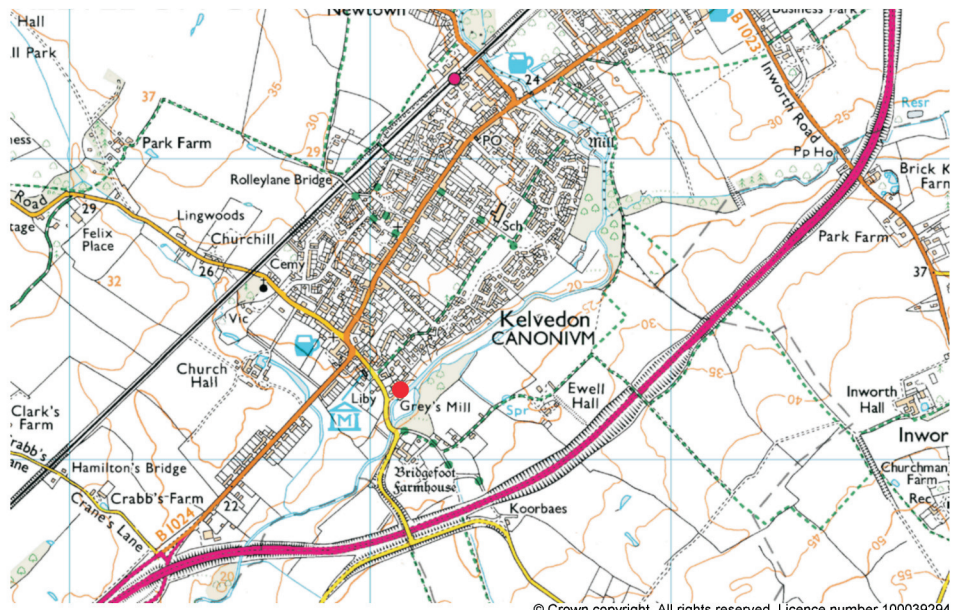 Hall
ll Park
Newtown
Business Park
B1023
24
37
35
30
29
Park Farm
Inworth Road
30
25
Resr
PO
Mill
Pp Ho
Rolleylane Bridge
Brick K
Farm
Road
29
Felix
Place
Lingwoods
Churchill
Sch
Park Farm
26
Cemy
32
20
37
Vic
Kelvedon
CANONIVM
30
35
Church
Hall
Ewell
Hall
40
Inworth
Hall
Liby
Grey's Mill
Spr
M
Clark's
Farm
Inwor
Crabb's
Lane
Hamilton's Bridge
Bridgefoot
Farmhouse
Churchman
Farm
Rec
Crabb's Farm
22
Koorbaes
Crane's Lane
B1024
45
50
55
20
© Crown copyright. All rights reserved. Licence number 100039294